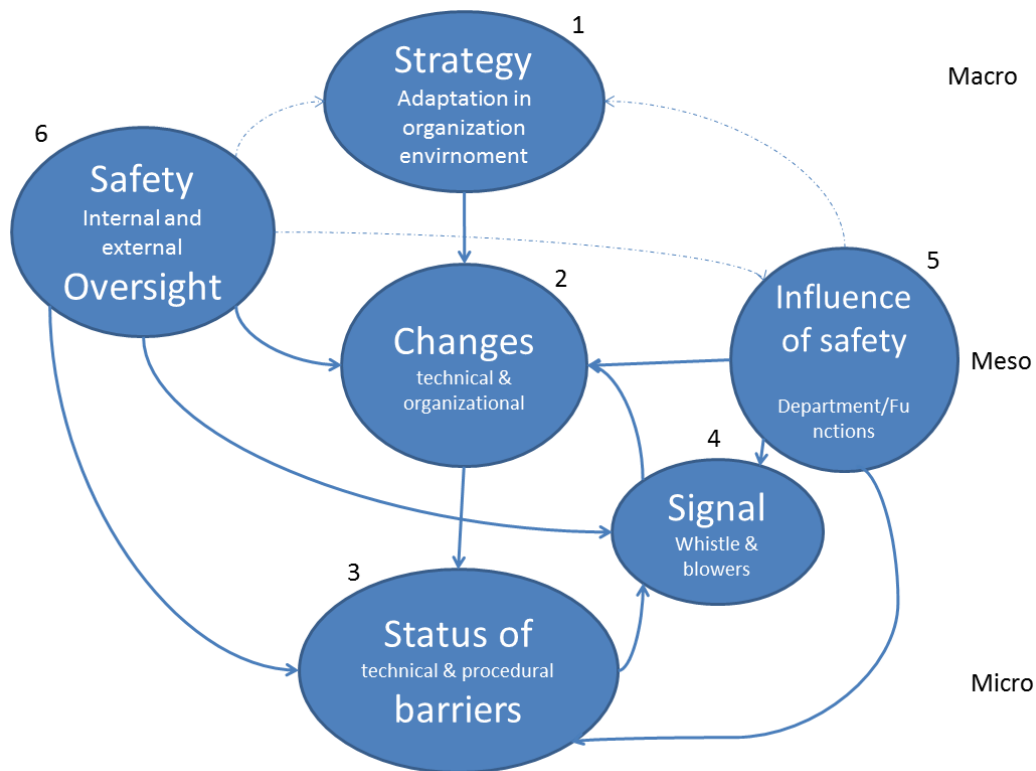 1
Strategy
Adaptation in
organization
envirnoment
Macro
6
Safety
Internal and
external
Oversight
2
Changes
technical &
organizational
5
Influence
of safety
Department/Fu
nctions
Meso
4
Signal
Whistle &
blowers
3
Status of
technical & procedural
barriers
Micro